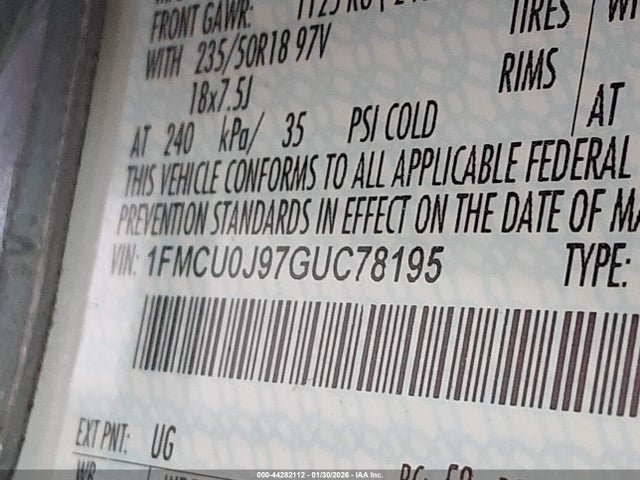 FRONT GAWR:
WITH 235/50R18 97V TIRES
18x7.5J RIMS
AT 240 kPa/ 35 PSI COLD AT
THIS VEHICLE CONFORMS TO ALL APPLICABLE FEDERAL
PREVENTION STANDARDS IN EFFECT ON THE DATE OF
VIN: 1FMCU0J97GUC78195 TYPE:
EXT PNT: UG
000-44282112 - 01/30/2026 - IAA Inc.